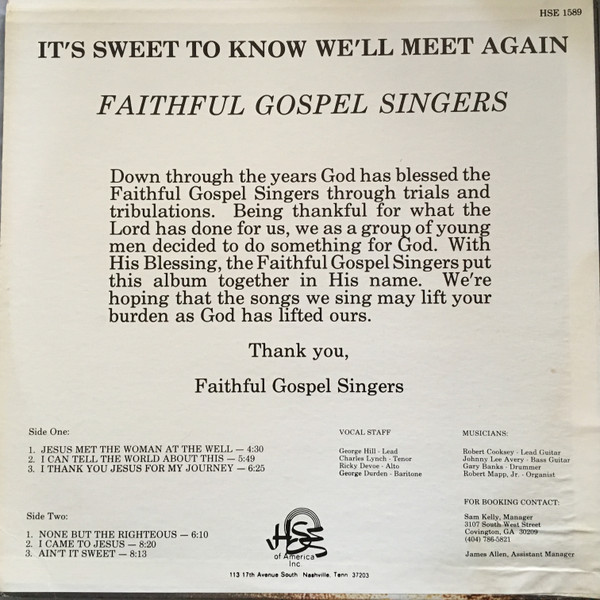 HSE 1589
IT'S SWEET TO KNOW WE'LL MEET AGAIN
FAITHFUL GOSPEL SINGERS
Down through the years God has blessed the
Faithful Gospel Singers through trials and
tribulations. Being thankful for what the
Lord has done for us, we as a group of young
men decided to do something for God. With
His Blessing, the Faithful Gospel Singers put
this album together in His name. We're
hoping that the songs we sing may lift your
burden as God has lifted ours.
Thank you,
Faithful Gospel Singers
Side One:
1. JESUS MET THE WOMAN AT THE WELL — 4:30
2. I CAN TELL THE WORLD ABOUT THIS — 5:49
3. I THANK YOU JESUS FOR MY JOURNEY — 6:25
Side Two:
1. NONE BUT THE RIGHTEOUS — 6:10
2. I CAME TO JESUS — 8:20
3. AIN'T IT SWEET — 8:13
VOCAL STAFF
George Hill - Lead
Charles Lynch - Tenor
Ricky Devoe - Alto
George Durden - Baritone
MUSICIANS:
Robert Cooksey - Lead Guitar
Johnny Lee Avery - Bass Guitar
Gary Banks - Drummer
Robert Mapp, Jr. - Organist
FOR BOOKING CONTACT:
Sam Kelly, Manager
3107 South West Street
Covington, GA 30209
(404) 786-5821
James Allen, Assistant Manager
HSE
of America
Inc.
113 17th Avenue South Nashville, Tenn 37203